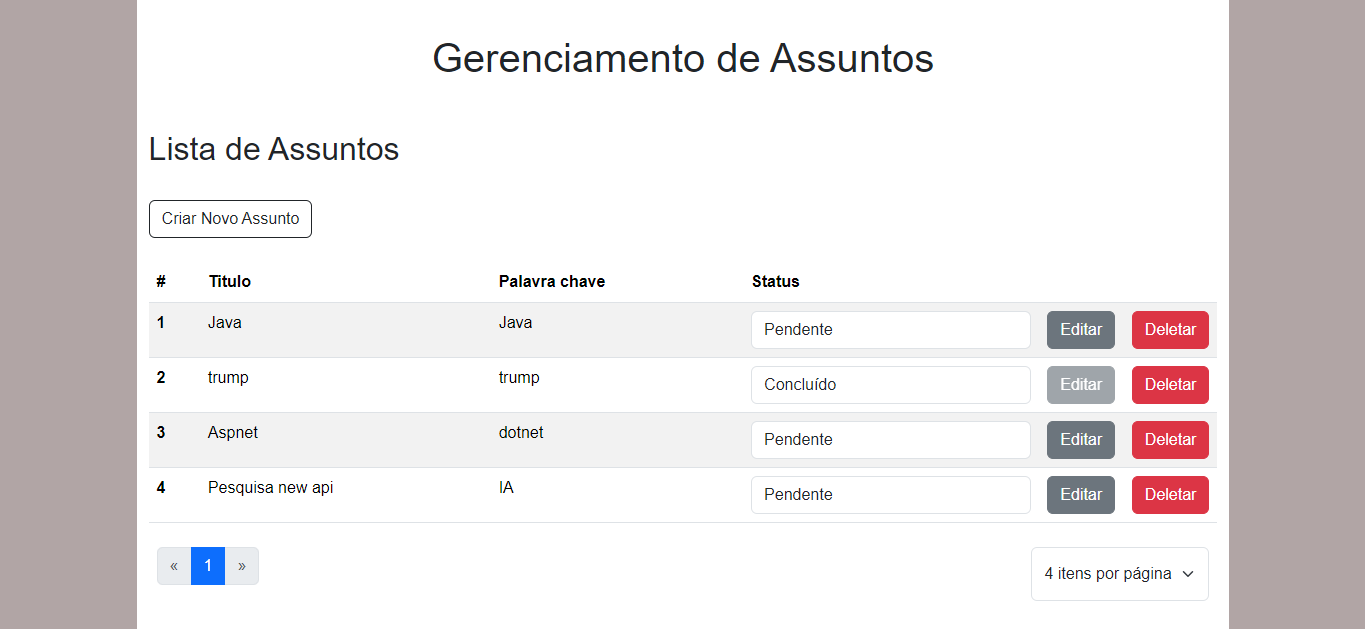 Gerenciamento de Assuntos
Lista de Assuntos
Criar Novo Assunto
# Titulo Palavra chave Status
1 Java Java Pendente Editar Deletar
2 trump trump Concluído Editar Deletar
3 Aspnet dotnet Pendente Editar Deletar
4 Pesquisa new api IA Pendente Editar Deletar
« 1 » 4 itens por página